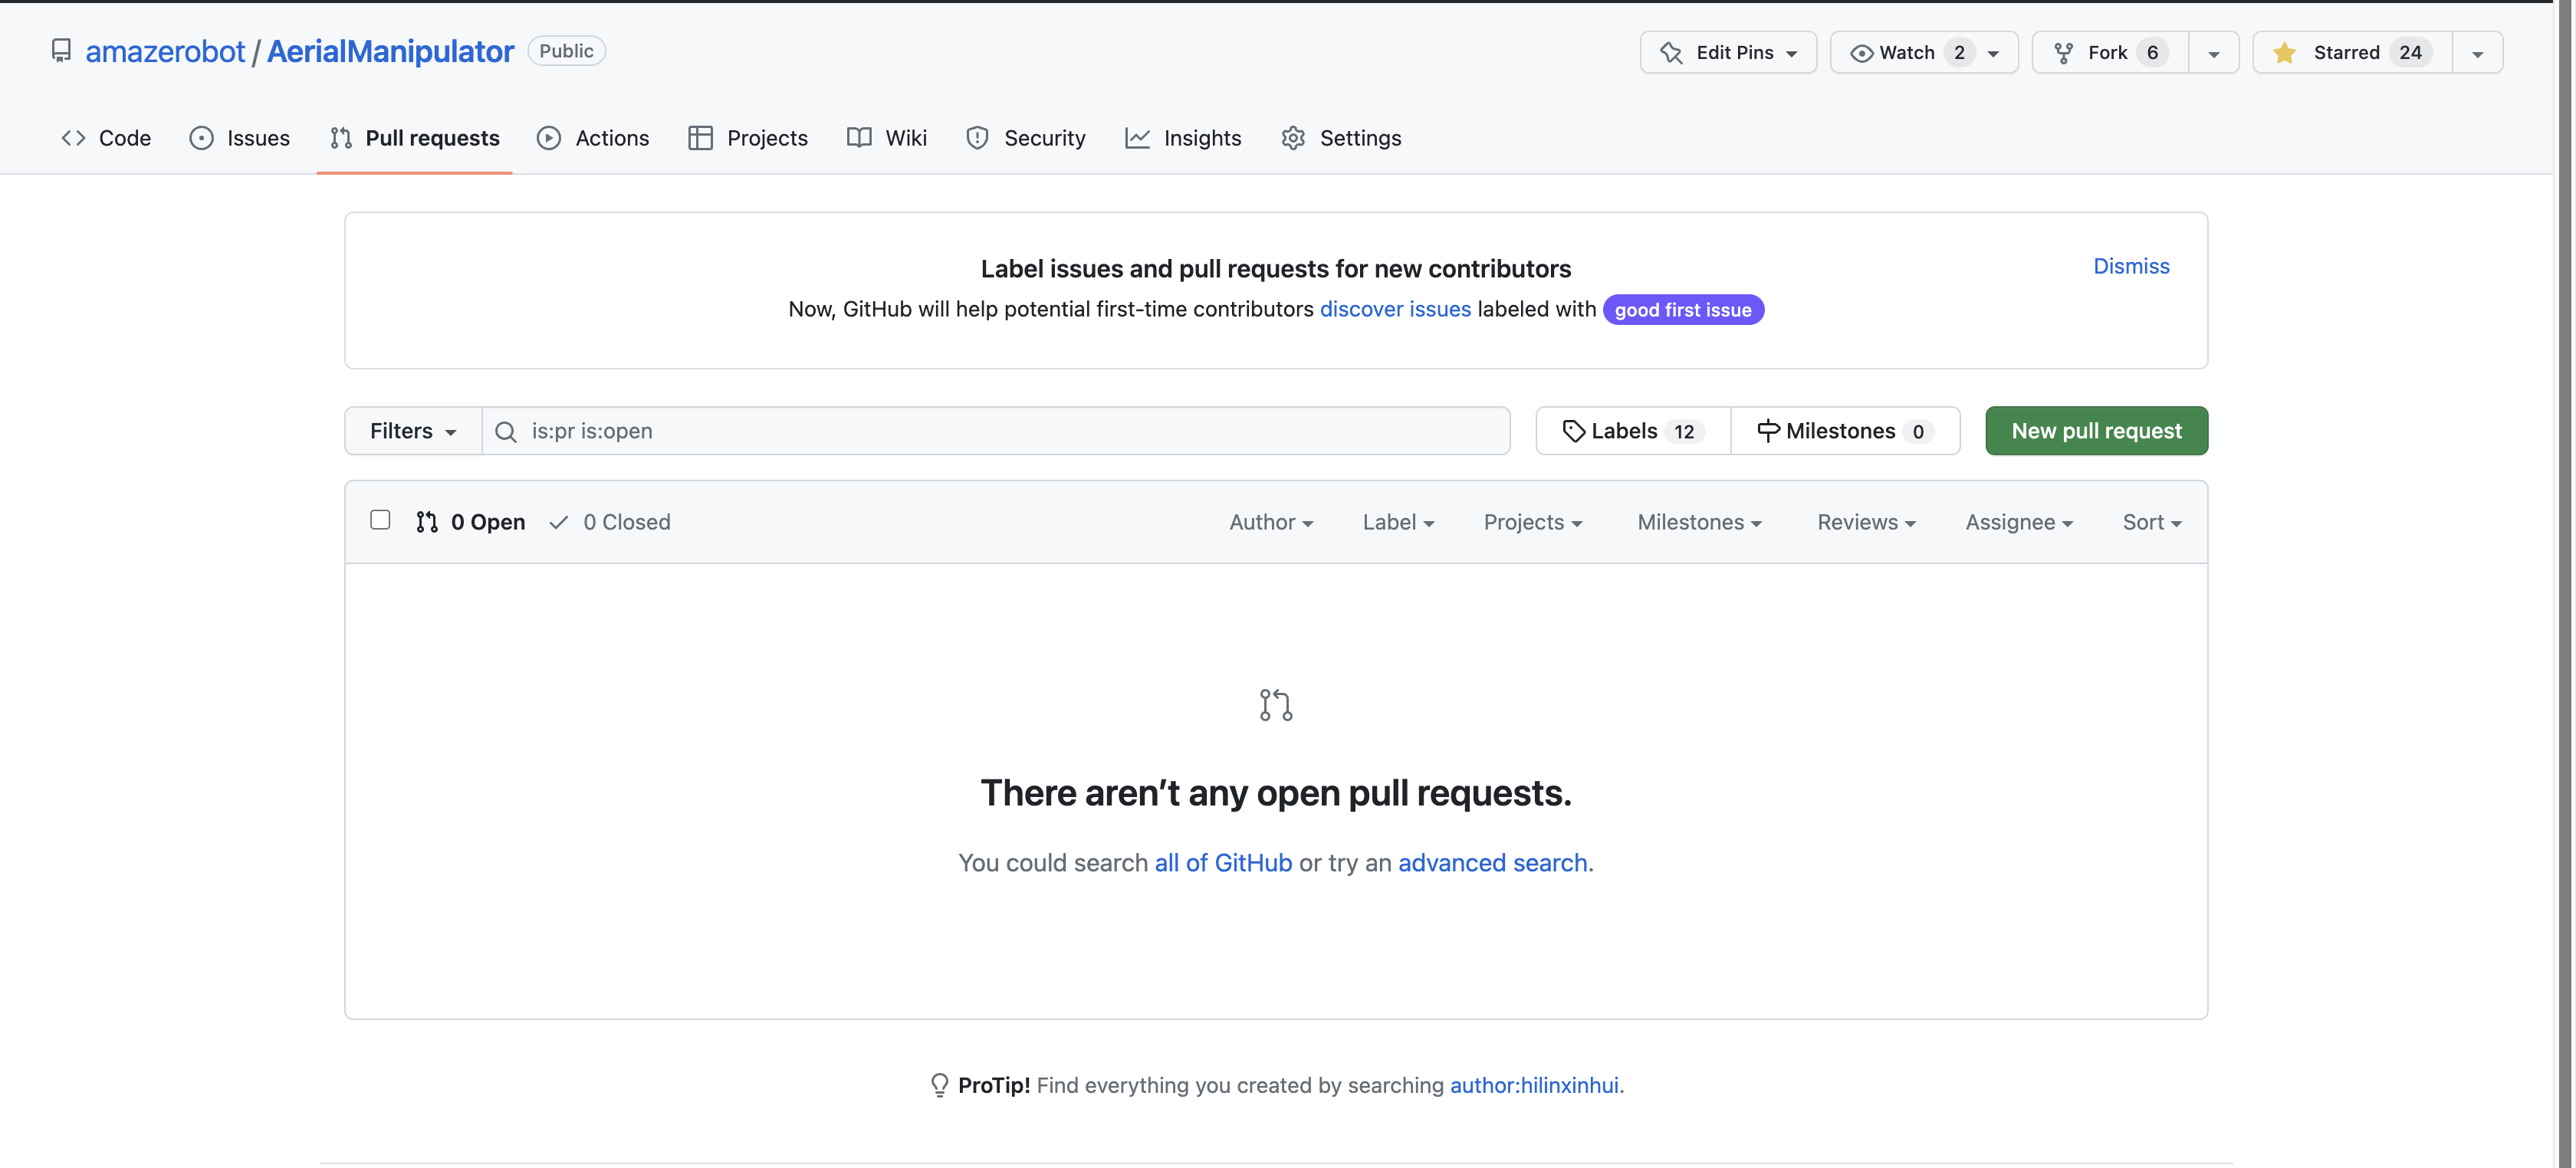 amazerobot / AerialManipulator Public
Edit Pins Watch 2 Fork 6 Starred 24
Code Issues Pull requests Actions Projects Wiki Security Insights Settings
Label issues and pull requests for new contributors
Dismiss
Now, GitHub will help potential first-time contributors discover issues labeled with good first issue
Filters is:pr is:open Labels 12 Milestones 0 New pull request
0 Open 0 Closed Author Label Projects Milestones Reviews Assignee Sort
There aren’t any open pull requests.
You could search all of GitHub or try an advanced search.
ProTip! Find everything you created by searching author:hilinxinhui.